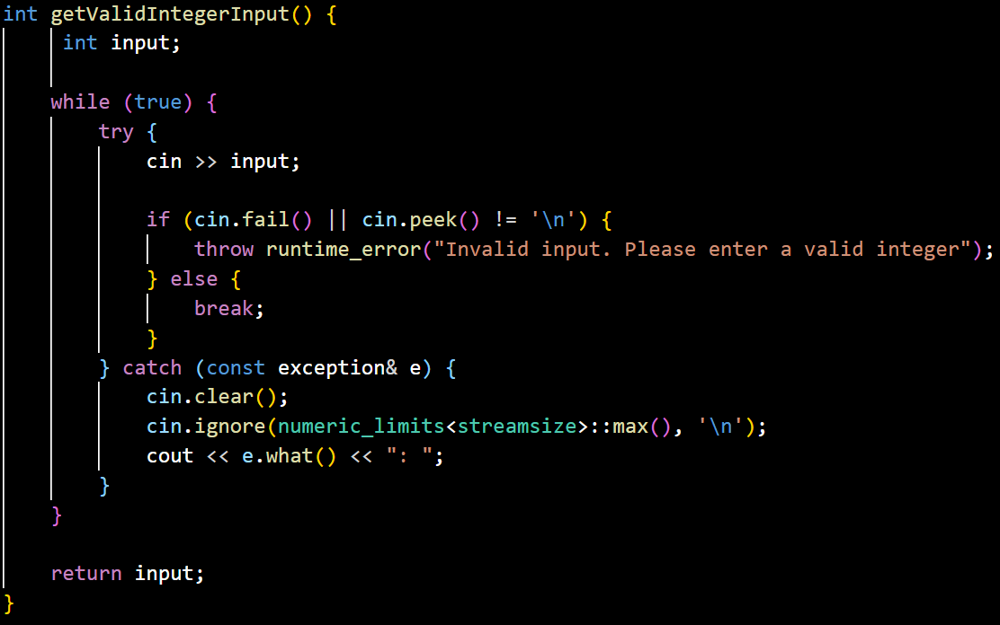 int getValidIntegerInput() {
     int input;

    while (true) {
        try {
            cin >> input;

            if (cin.fail() || cin.peek() != '\n') {
                throw runtime_error("Invalid input. Please enter a valid integer");
            } else {
                break;
            }
        } catch (const exception& e) {
            cin.clear();
            cin.ignore(numeric_limits<streamsize>::max(), '\n');
            cout << e.what() << ": ";
        }
    }

    return input;
}